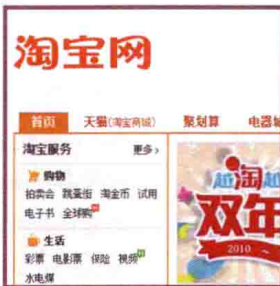 淘宝网
首页 天猫(淘宝商城) 聚划算 电器城
淘宝服务 更多>
购物
拍卖会 跳蚤街 淘金币 试用
电子书 全球购
生活
彩票 电影票 保险 视频
水电煤
越淘越
双年
2010